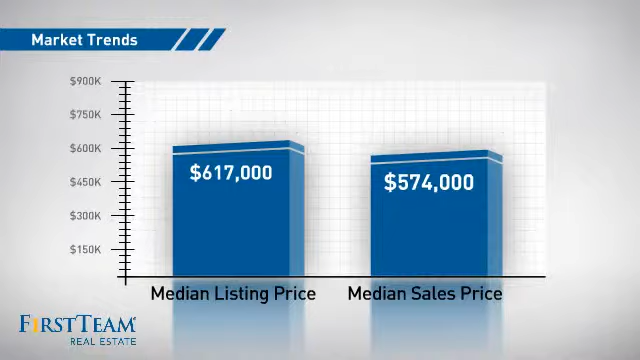 Market Trends
$900K
$750K
$600K
$450K
$300K
$150K
$617,000
$574,000
Median Listing Price
Median Sales Price
FIRSTTEAM®
REAL ESTATE